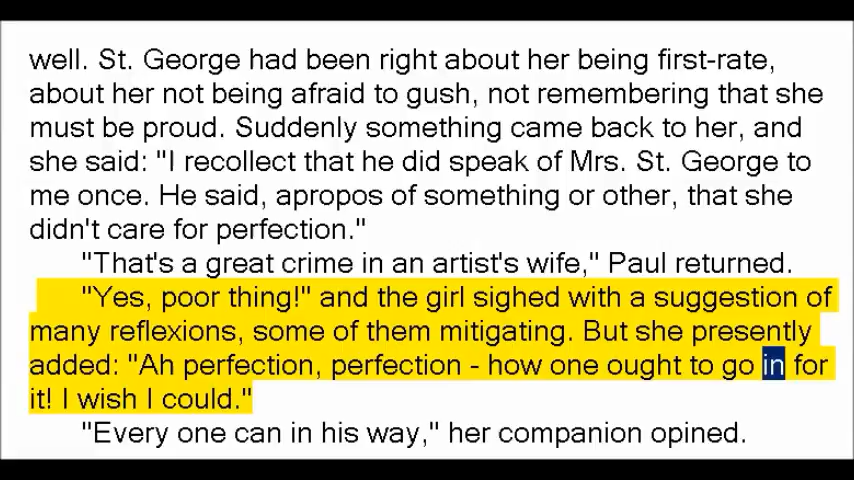 well. St. George had been right about her being first-rate,
about her not being afraid to gush, not remembering that she
must be proud. Suddenly something came back to her, and
she said: "I recollect that he did speak of Mrs. St. George to
me once. He said, apropos of something or other, that she
didn't care for perfection."
"That's a great crime in an artist's wife," Paul returned.
"Yes, poor thing!" and the girl sighed with a suggestion of
many reflexions, some of them mitigating. But she presently
added: "Ah perfection, perfection - how one ought to go in for
it! I wish I could."
"Every one can in his way," her companion opined.